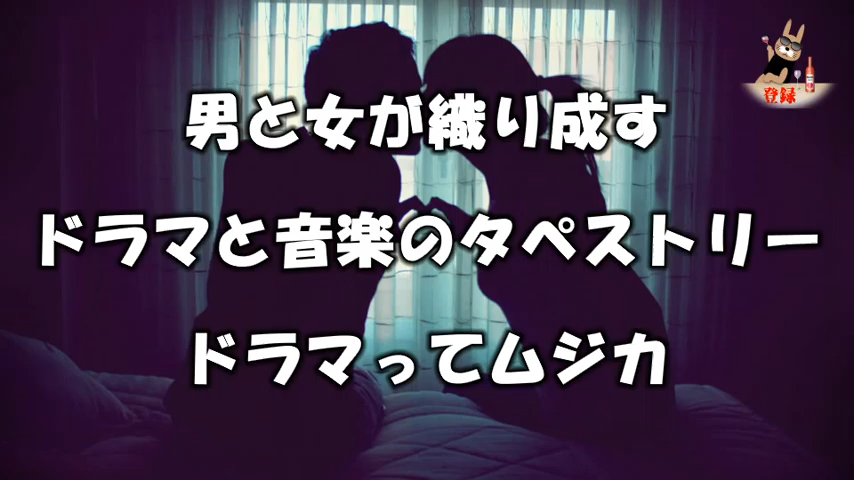 登録
男と女が織り成す
ドラマと音楽のタペストリー
ドラマってムジカ